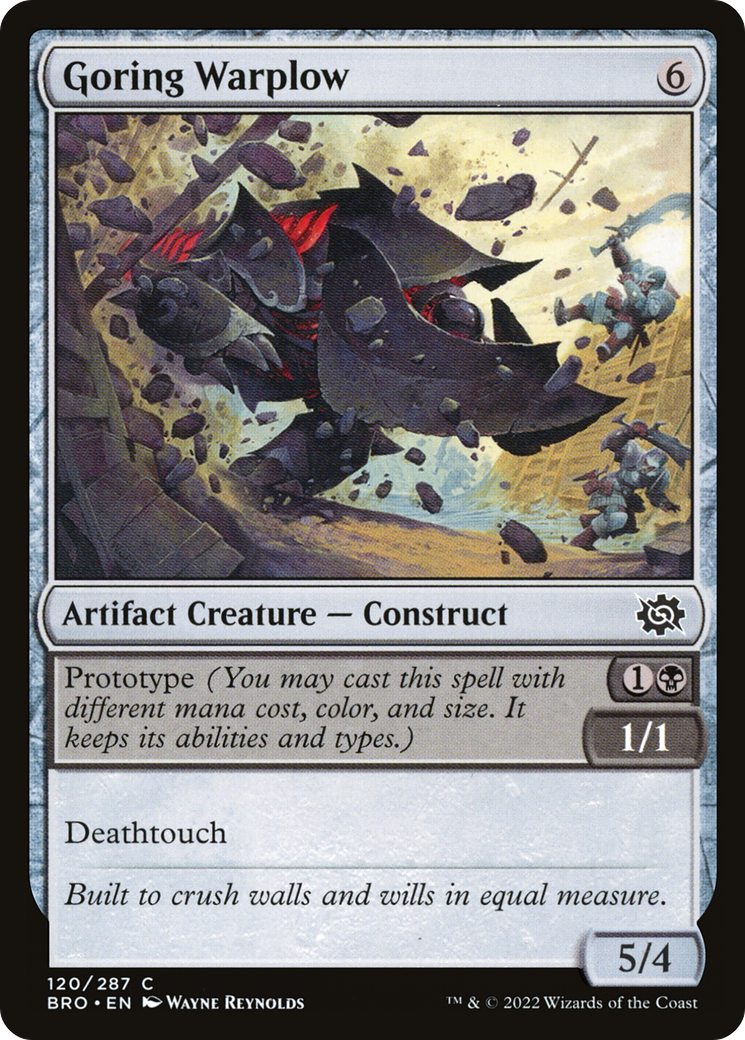 Goring Warplow
6
Artifact Creature — Construct
Prototype (You may cast this spell with
different mana cost, color, and size. It
keeps its abilities and types.)
1
1/1
Deathtouch
Built to crush walls and wills in equal measure.
5/4
120/287 C
BRO • EN Wayne Reynolds
™ & © 2022 Wizards of the Coast